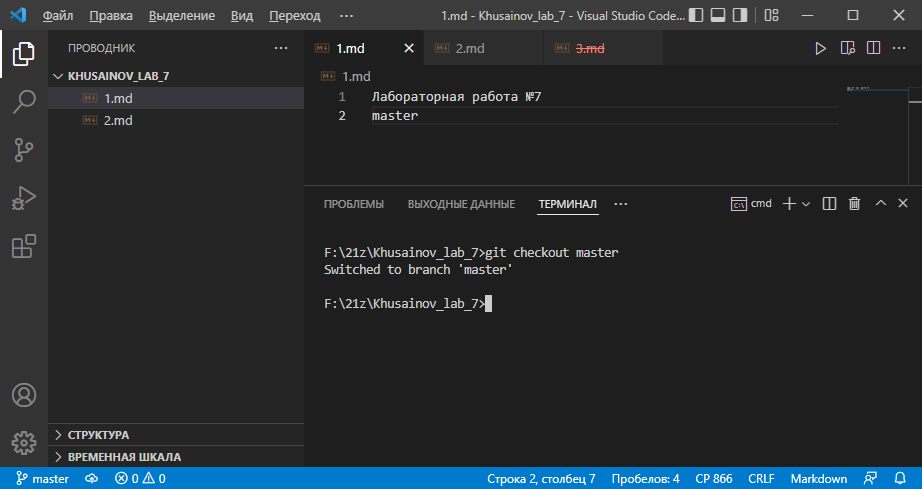 Файл Правка Выделение Вид Переход ··· 1.md - Khusainov_lab_7 - Visual Studio Code...
ПРОВОДНИК ···
KHUSAINOV_LAB_7
1.md
2.md
СТРУКТУРА
ВРЕМЕННАЯ ШКАЛА
1.md 2.md 3.md ···
1.md
1 Лабораторная работа №7
2 master
ПРОБЛЕМЫ ВЫХОДНЫЕ ДАННЫЕ ТЕРМИНАЛ ··· cmd
F:\21z\Khusainov_lab_7>git checkout master
Switched to branch 'master'
F:\21z\Khusainov_lab_7>
master 0 0 Строка 2, столбец 7 Пробелов: 4 CP 866 CRLF Markdown